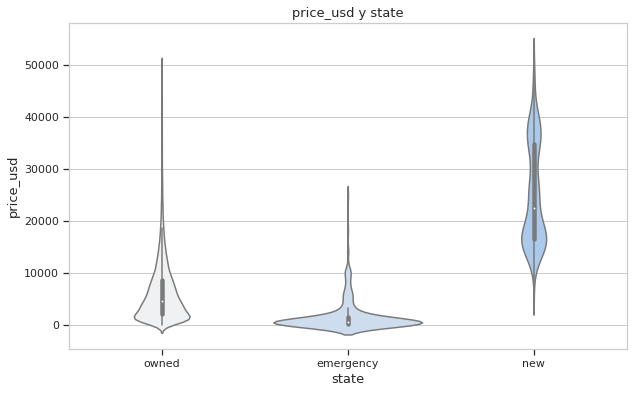 price_usd y state
50000
40000
30000
20000
10000
0
price_usd
owned
emergency
new
state